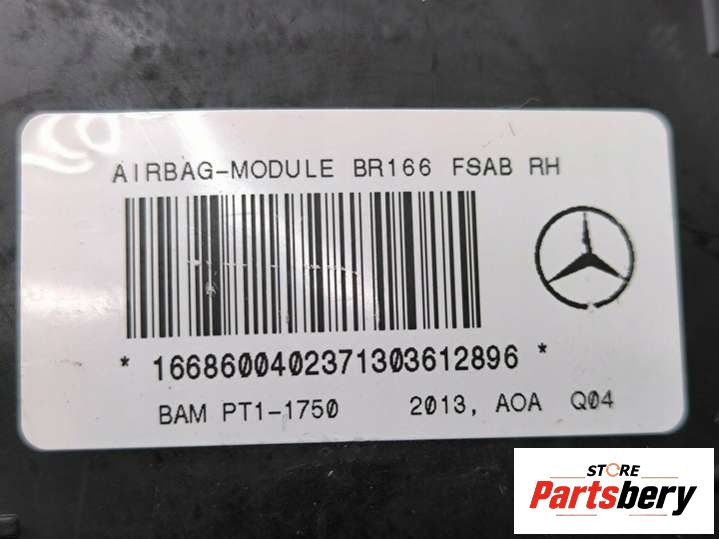 AIRBAG-MODULE BR166 FSAB RH
* 1668600402371303612896 *
BAM PT1-1750 2013, AOA Q04
STORE
Partsbery